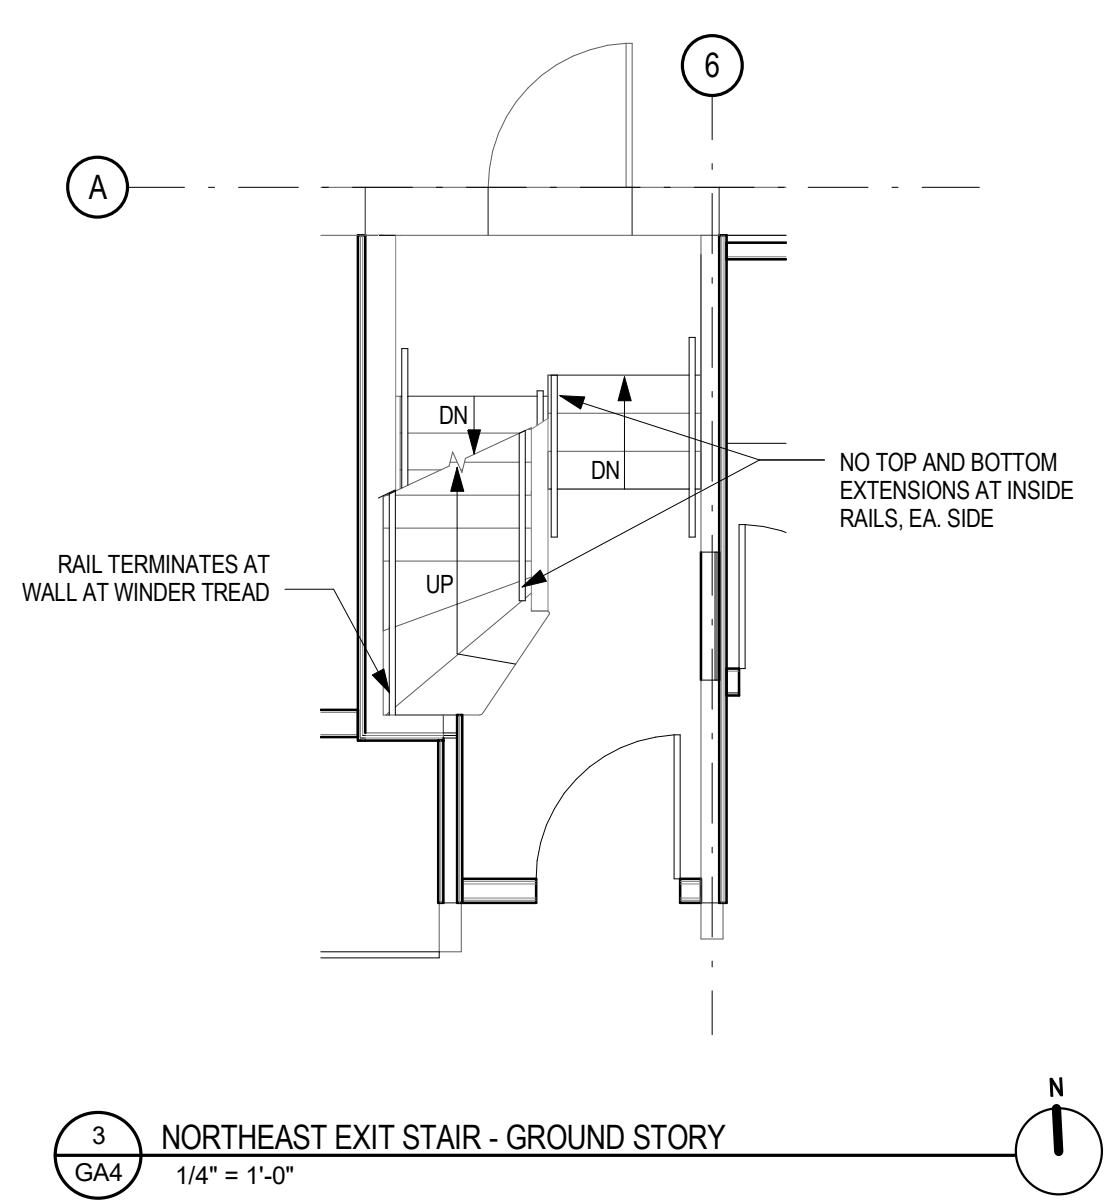 6
A
DN
DN
NO TOP AND BOTTOM
EXTENSIONS AT INSIDE
RAILS, EA. SIDE
RAIL TERMINATES AT
WALL AT WINDER TREAD
UP
N
3
GA4
NORTHEAST EXIT STAIR - GROUND STORY
1/4" = 1'-0"